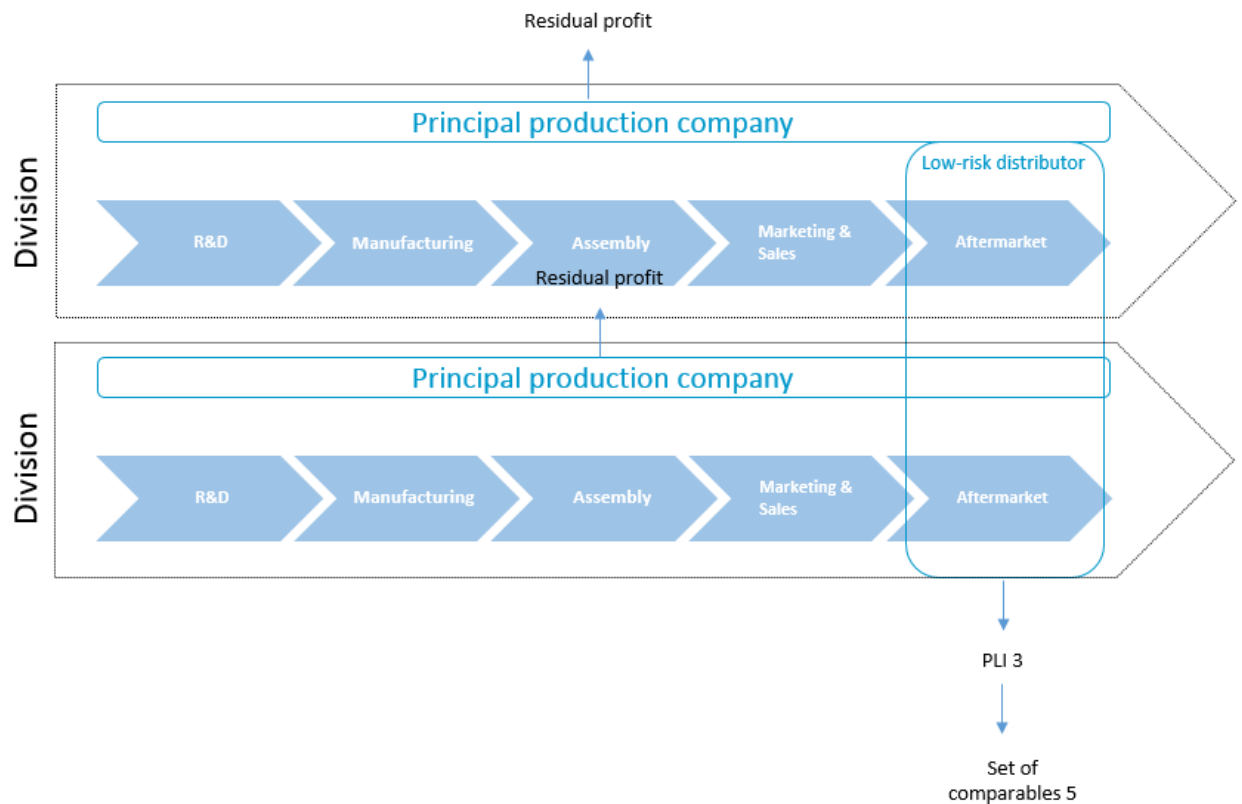 Residual profit
Division
Principal production company
Low-risk distributor
R&D
Manufacturing
Assembly
Marketing &
Sales
Aftermarket
Residual profit
Division
Principal production company
R&D
Manufacturing
Assembly
Marketing &
Sales
Aftermarket
PLI 3
Set of
comparables 5